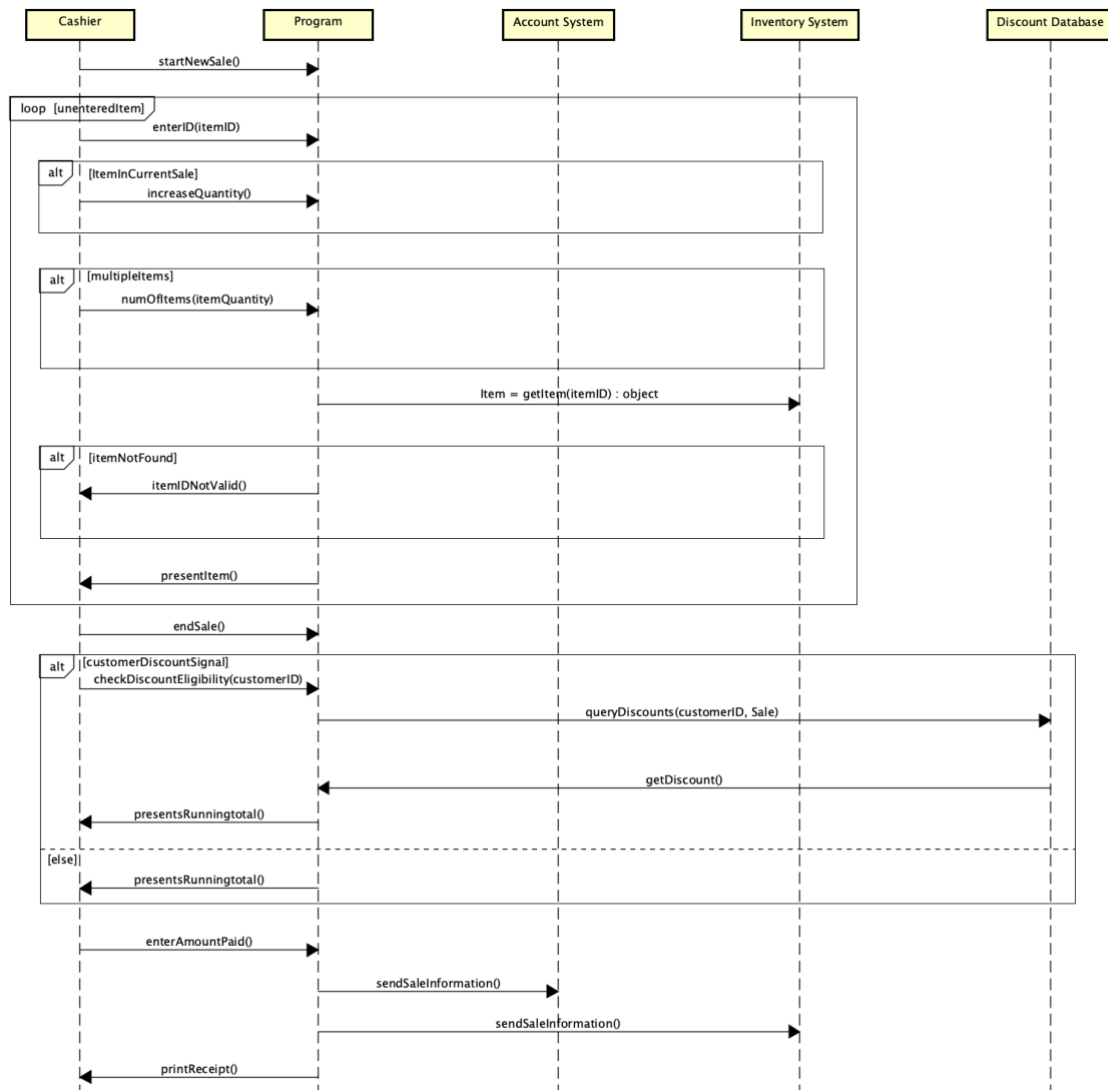 Cashier
Program
Account System
Inventory System
Discount Database
startNewSale()
loop [unenteredItem]
enterID(itemID)
alt [ItemInCurrentSale]
increaseQuantity()
alt [multipleItems]
numOfItems(itemQuantity)
Item = getItem(itemID) : object
alt [itemNotFound]
itemIDNotValid()
presentItem()
endSale()
alt [customerDiscountSignal]
checkDiscountEligibility(customerID)
queryDiscounts(customerID, Sale)
getDiscount()
presentsRunningtotal()
[else]
presentsRunningtotal()
enterAmountPaid()
sendSaleInformation()
sendSaleInformation()
printReceipt()